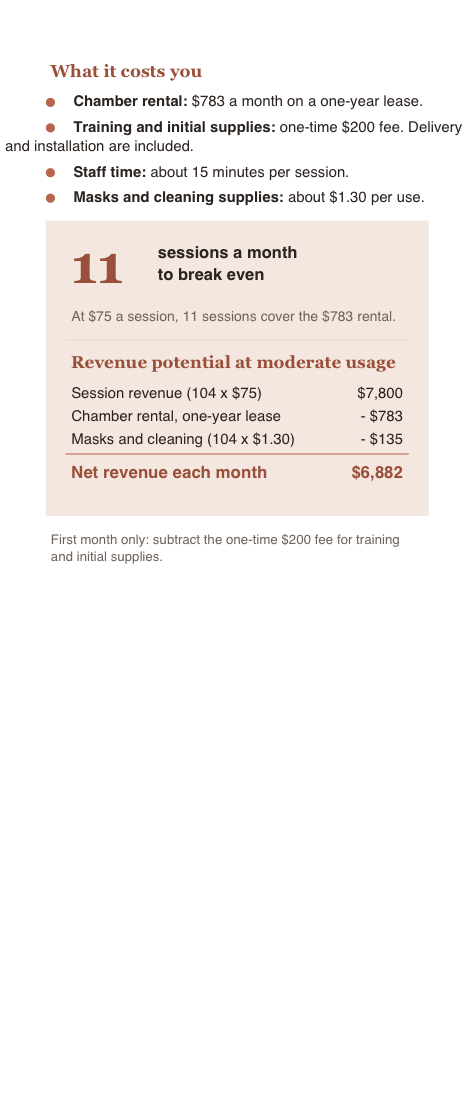 What it costs you
Chamber rental: $783 a month on a one-year lease.
Training and initial supplies: one-time $200 fee. Delivery
and installation are included.
Staff time: about 15 minutes per session.
Masks and cleaning supplies: about $1.30 per use.
11
sessions a month
to break even
At $75 a session, 11 sessions cover the $783 rental.
Revenue potential at moderate usage
Session revenue (104 x $75) $7,800
Chamber rental, one-year lease - $783
Masks and cleaning (104 x $1.30) - $135
Net revenue each month $6,882
First month only: subtract the one-time $200 fee for training
and initial supplies.